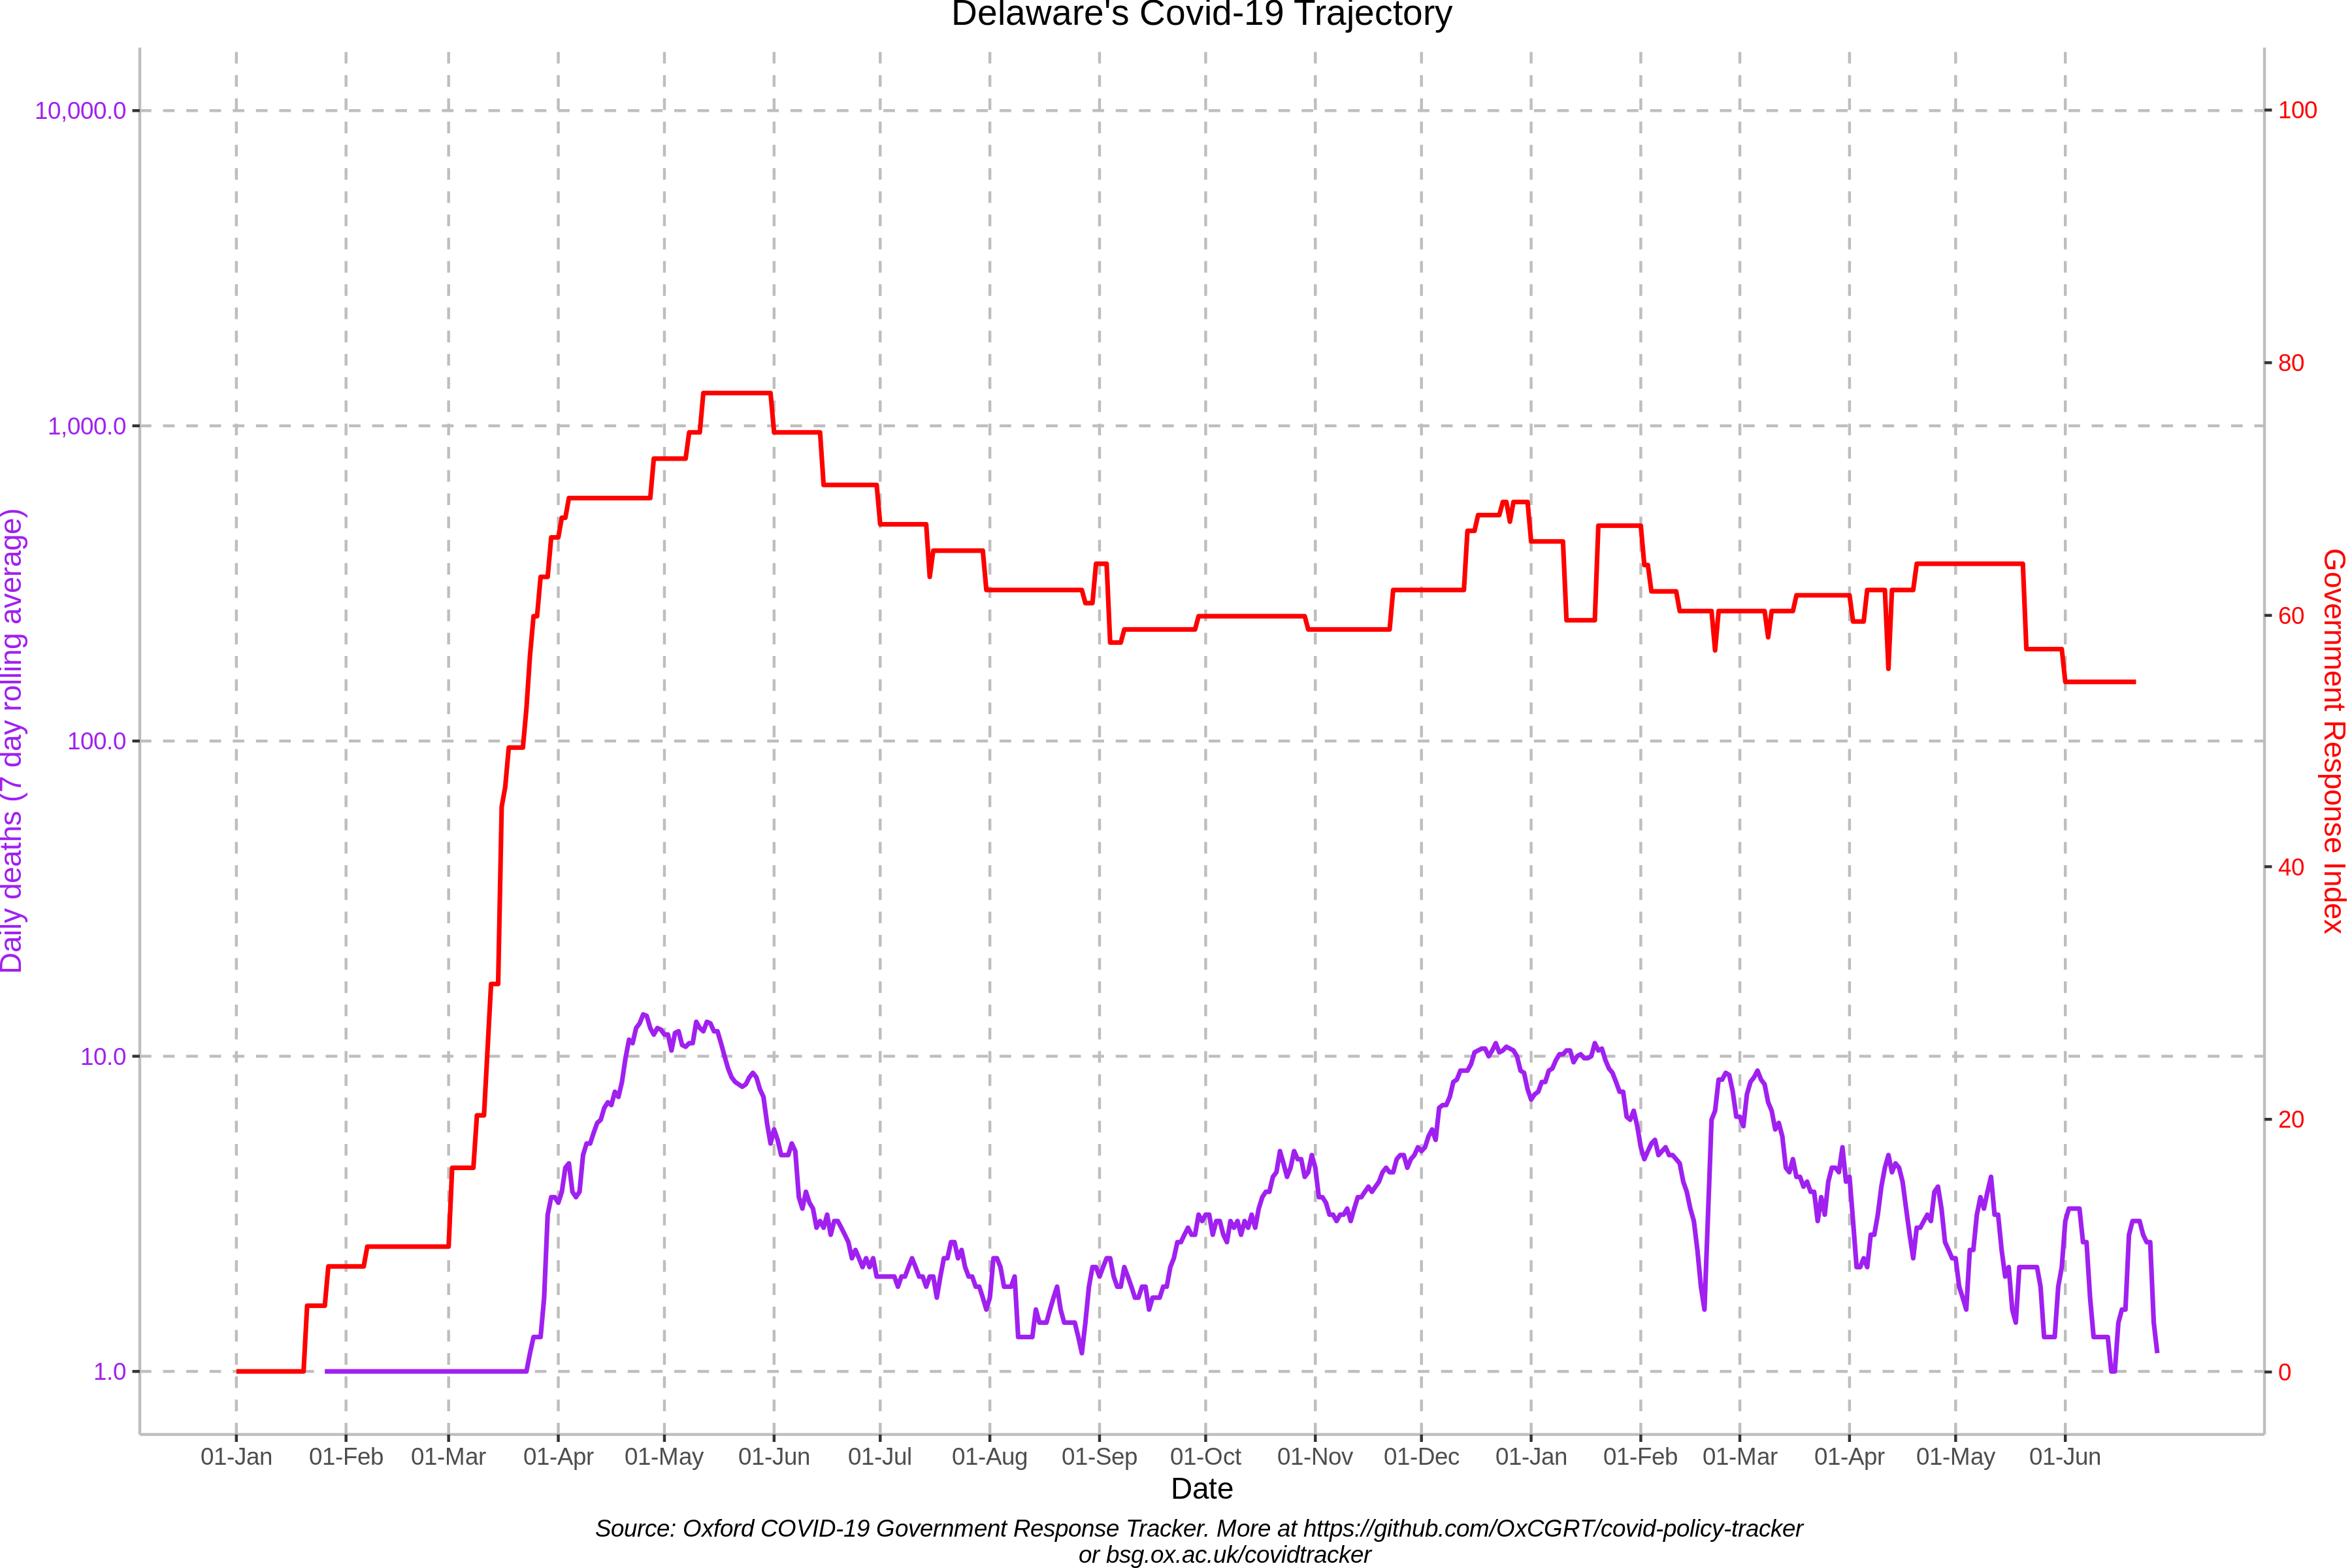 Delaware's Covid-19 Trajectory
Daily deaths (7 day rolling average)
10,000.0
1,000.0
100.0
10.0
1.0
100
80
60
40
20
0
Government Response Index
01-Jan 01-Feb 01-Mar 01-Apr 01-May 01-Jun 01-Jul 01-Aug 01-Sep 01-Oct 01-Nov 01-Dec 01-Jan 01-Feb 01-Mar 01-Apr 01-May 01-Jun
Date
Source: Oxford COVID-19 Government Response Tracker. More at https://github.com/OxCGRT/covid-policy-tracker
or bsg.ox.ac.uk/covidtracker